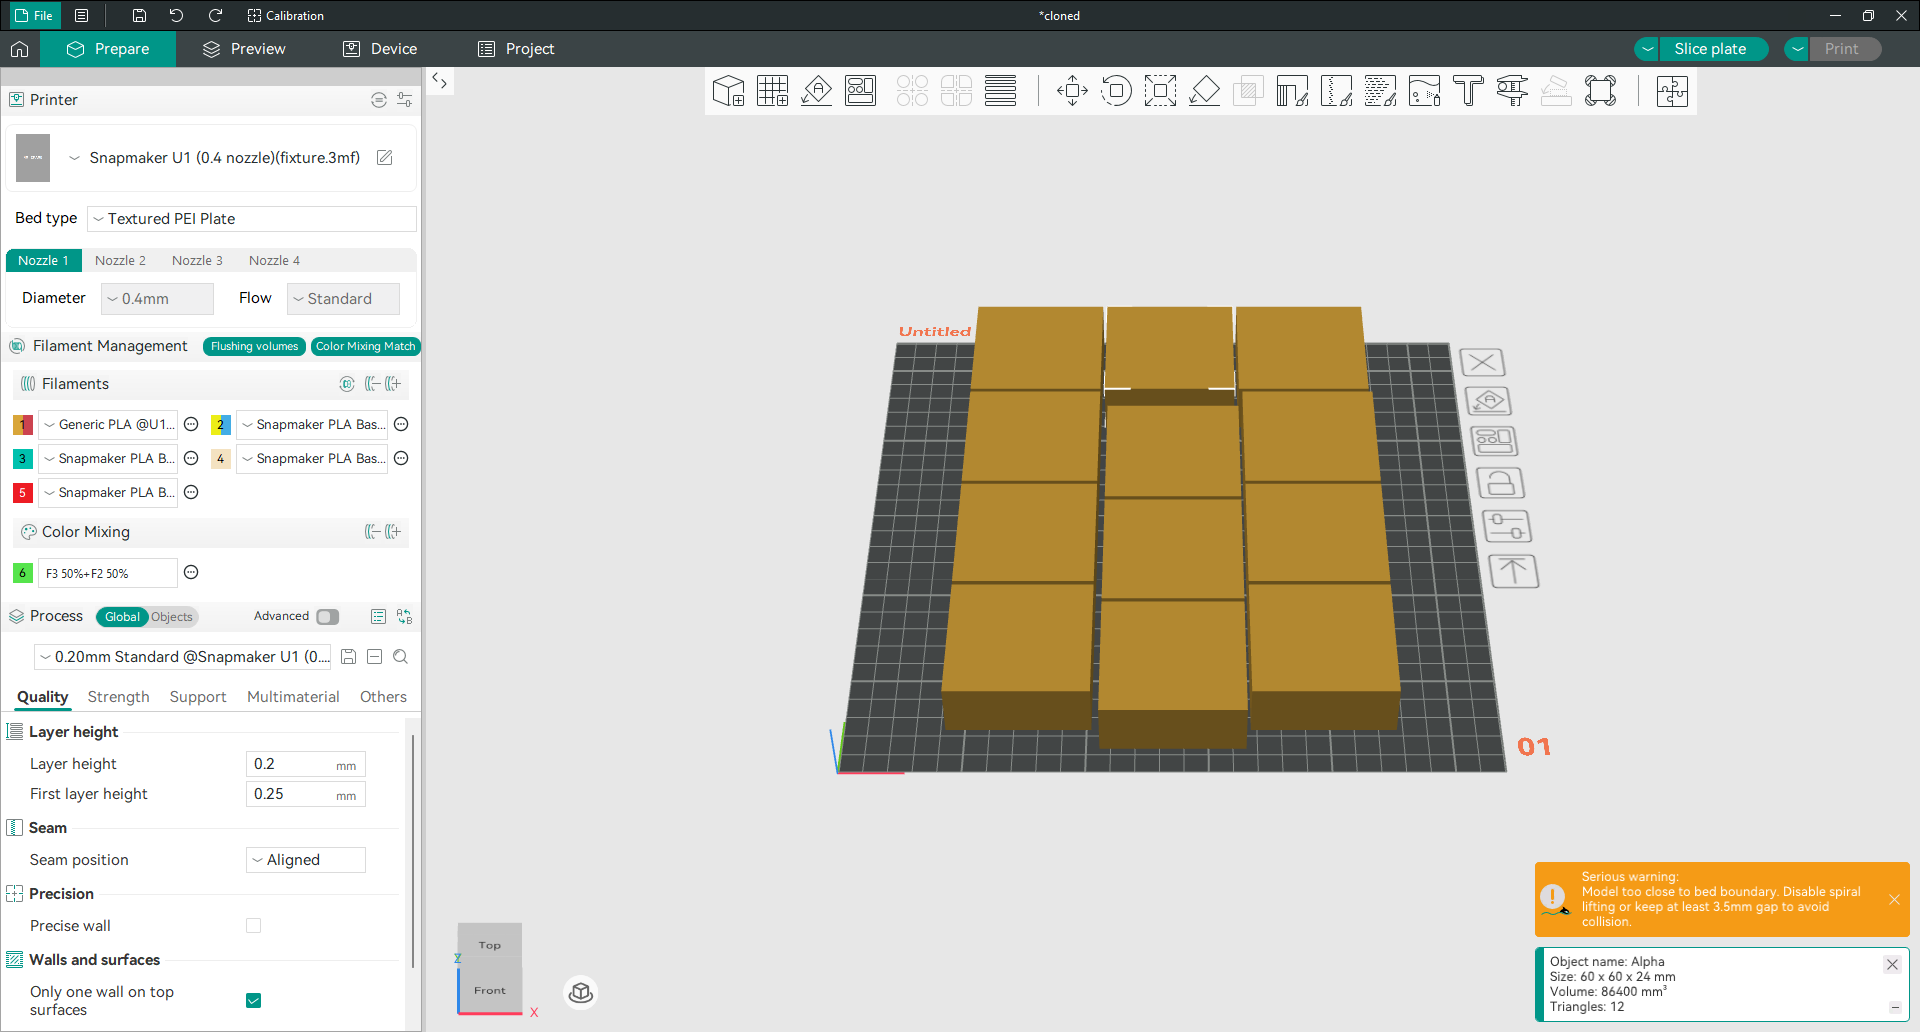 File
Calibration
*cloned
Prepare
Preview
Device
Project
Slice plate
Print
Printer
Snapmaker U1 (0.4 nozzle)(fixture.3mf)
Bed type
Textured PEI Plate
Nozzle 1
Nozzle 2
Nozzle 3
Nozzle 4
Diameter
0.4mm
Flow
Standard
Filament Management
Flushing volumes
Color Mixing Match
Filaments
1
Generic PLA @U1...
2
Snapmaker PLA Bas...
3
Snapmaker PLA B...
4
Snapmaker PLA Bas...
5
Snapmaker PLA B...
Color Mixing
6
F3 50%+F2 50%
Process
Global
Objects
Advanced
0.20mm Standard @Snapmaker U1 (0....
Quality
Strength
Support
Multimaterial
Others
Layer height
Layer height
0.2
mm
First layer height
0.25
mm
Seam
Seam position
Aligned
Precision
Precise wall
Walls and surfaces
Only one wall on top
surfaces
Untitled
01
Top
Front
Z
X
Serious warning:
Model too close to bed boundary. Disable spiral
lifting or keep at least 3.5mm gap to avoid
collision.
Object name: Alpha
Size: 60 x 60 x 24 mm
Volume: 86400 mm³
Triangles: 12